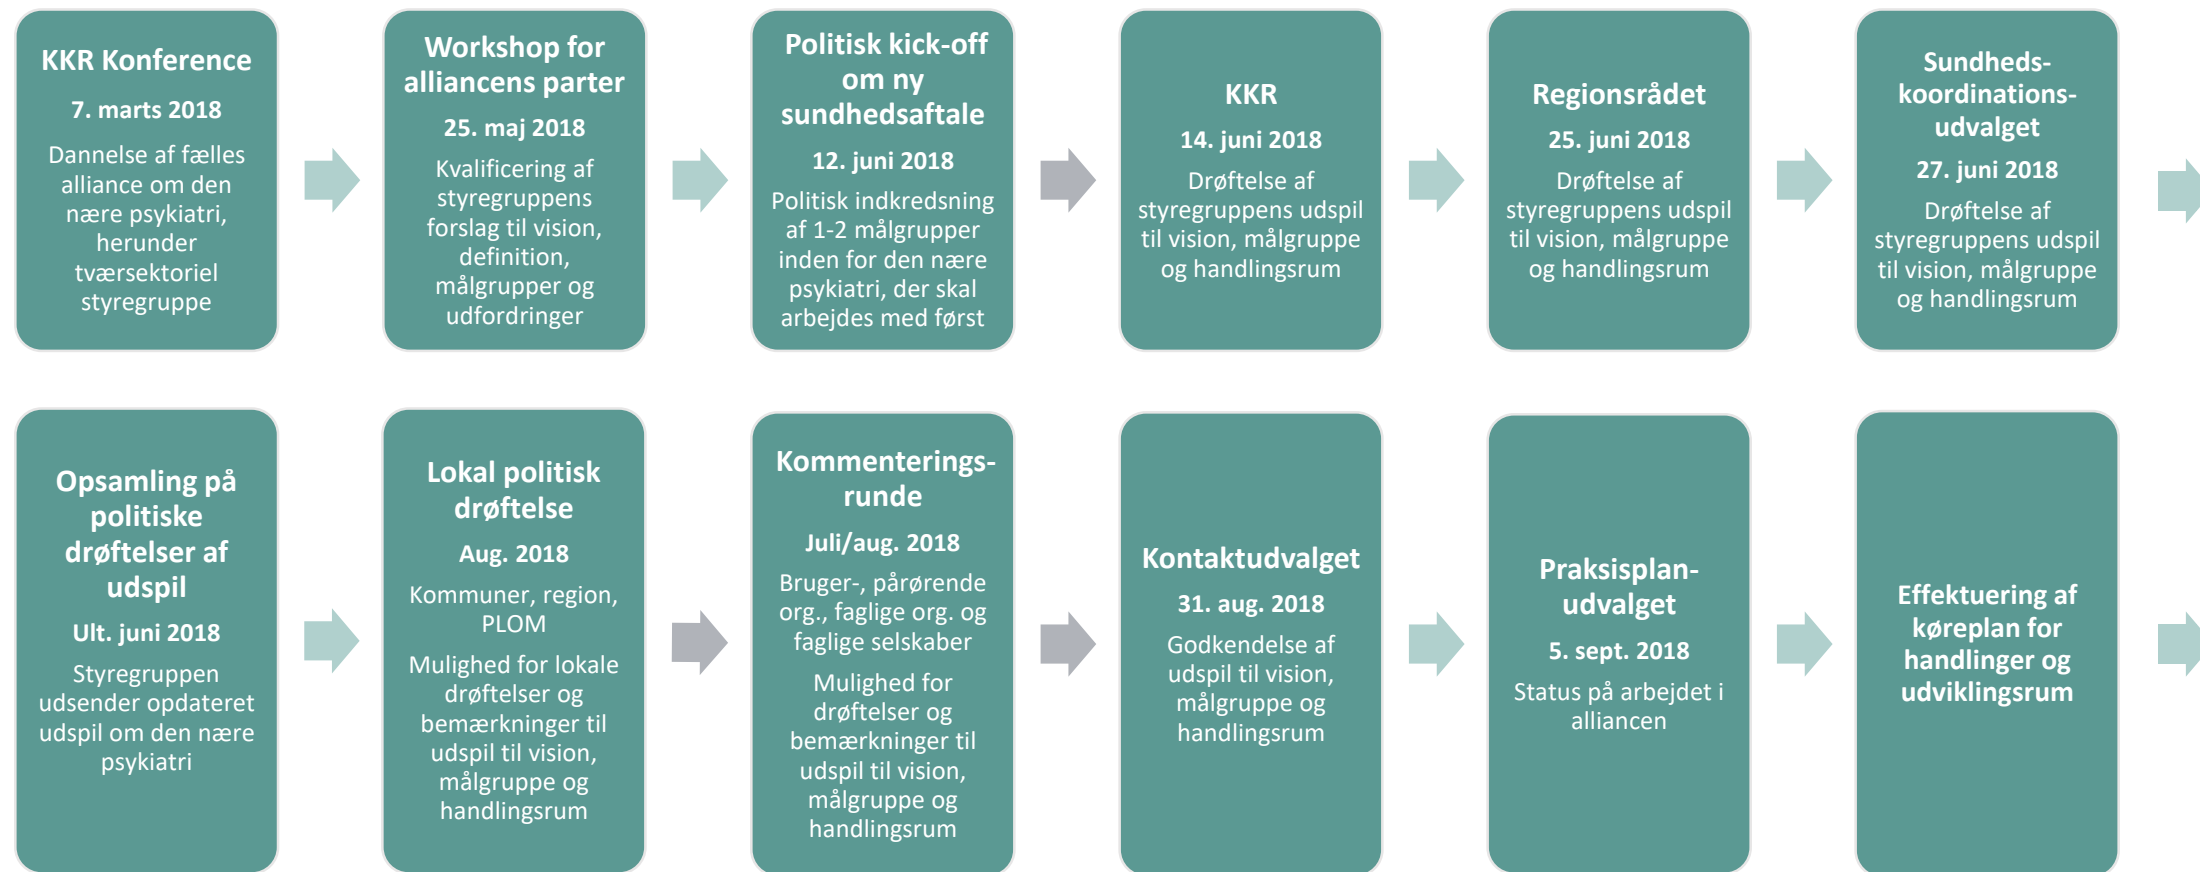 KKR Konference
7. marts 2018
Dannelse af fælles
alliance om den
nære psykiatri,
herunder
tværsektoriel
styregruppe
Workshop for
alliancens parter
25. maj 2018
Kvalificering af
styregruppens
forslag til vision,
definition,
målgrupper og
udfordringer
Politisk kick-off
om ny
sundhedsaftale
12. juni 2018
Politisk indkredsning
af 1-2 målgrupper
inden for den nære
psykiatri, der skal
arbejdes med først
KKR
14. juni 2018
Drøftelse af
styregruppens udspil
til vision, målgruppe
og handlingsrum
Regionsrådet
25. juni 2018
Drøftelse af
styregruppens udspil
til vision, målgruppe
og handlingsrum
Sundheds-
koordinations-
udvalget
27. juni 2018
Drøftelse af
styregruppens udspil
til vision, målgruppe
og handlingsrum
Opsamling på
politiske
drøftelser af
udspil
Ult. juni 2018
Styregruppen
udsender opdateret
udspil om den nære
psykiatri
Lokal politisk
drøftelse
Aug. 2018
Kommuner, region,
PLOM
Mulighed for lokale
drøftelser og
bemærkninger til
udspil til vision,
målgruppe og
handlingsrum
Kommenterings-
runde
Juli/aug. 2018
Bruger-, pårørende
org., faglige org. og
faglige selskaber
Mulighed for
drøftelser og
bemærkninger til
udspil til vision,
målgruppe og
handlingsrum
Kontaktudvalget
31. aug. 2018
Godkendelse af
udspil til vision,
målgruppe og
handlingsrum
Praksisplan-
udvalget
5. sept. 2018
Status på arbejdet i
alliancen
Effektuering af
køreplan for
handlinger og
udviklingsrum